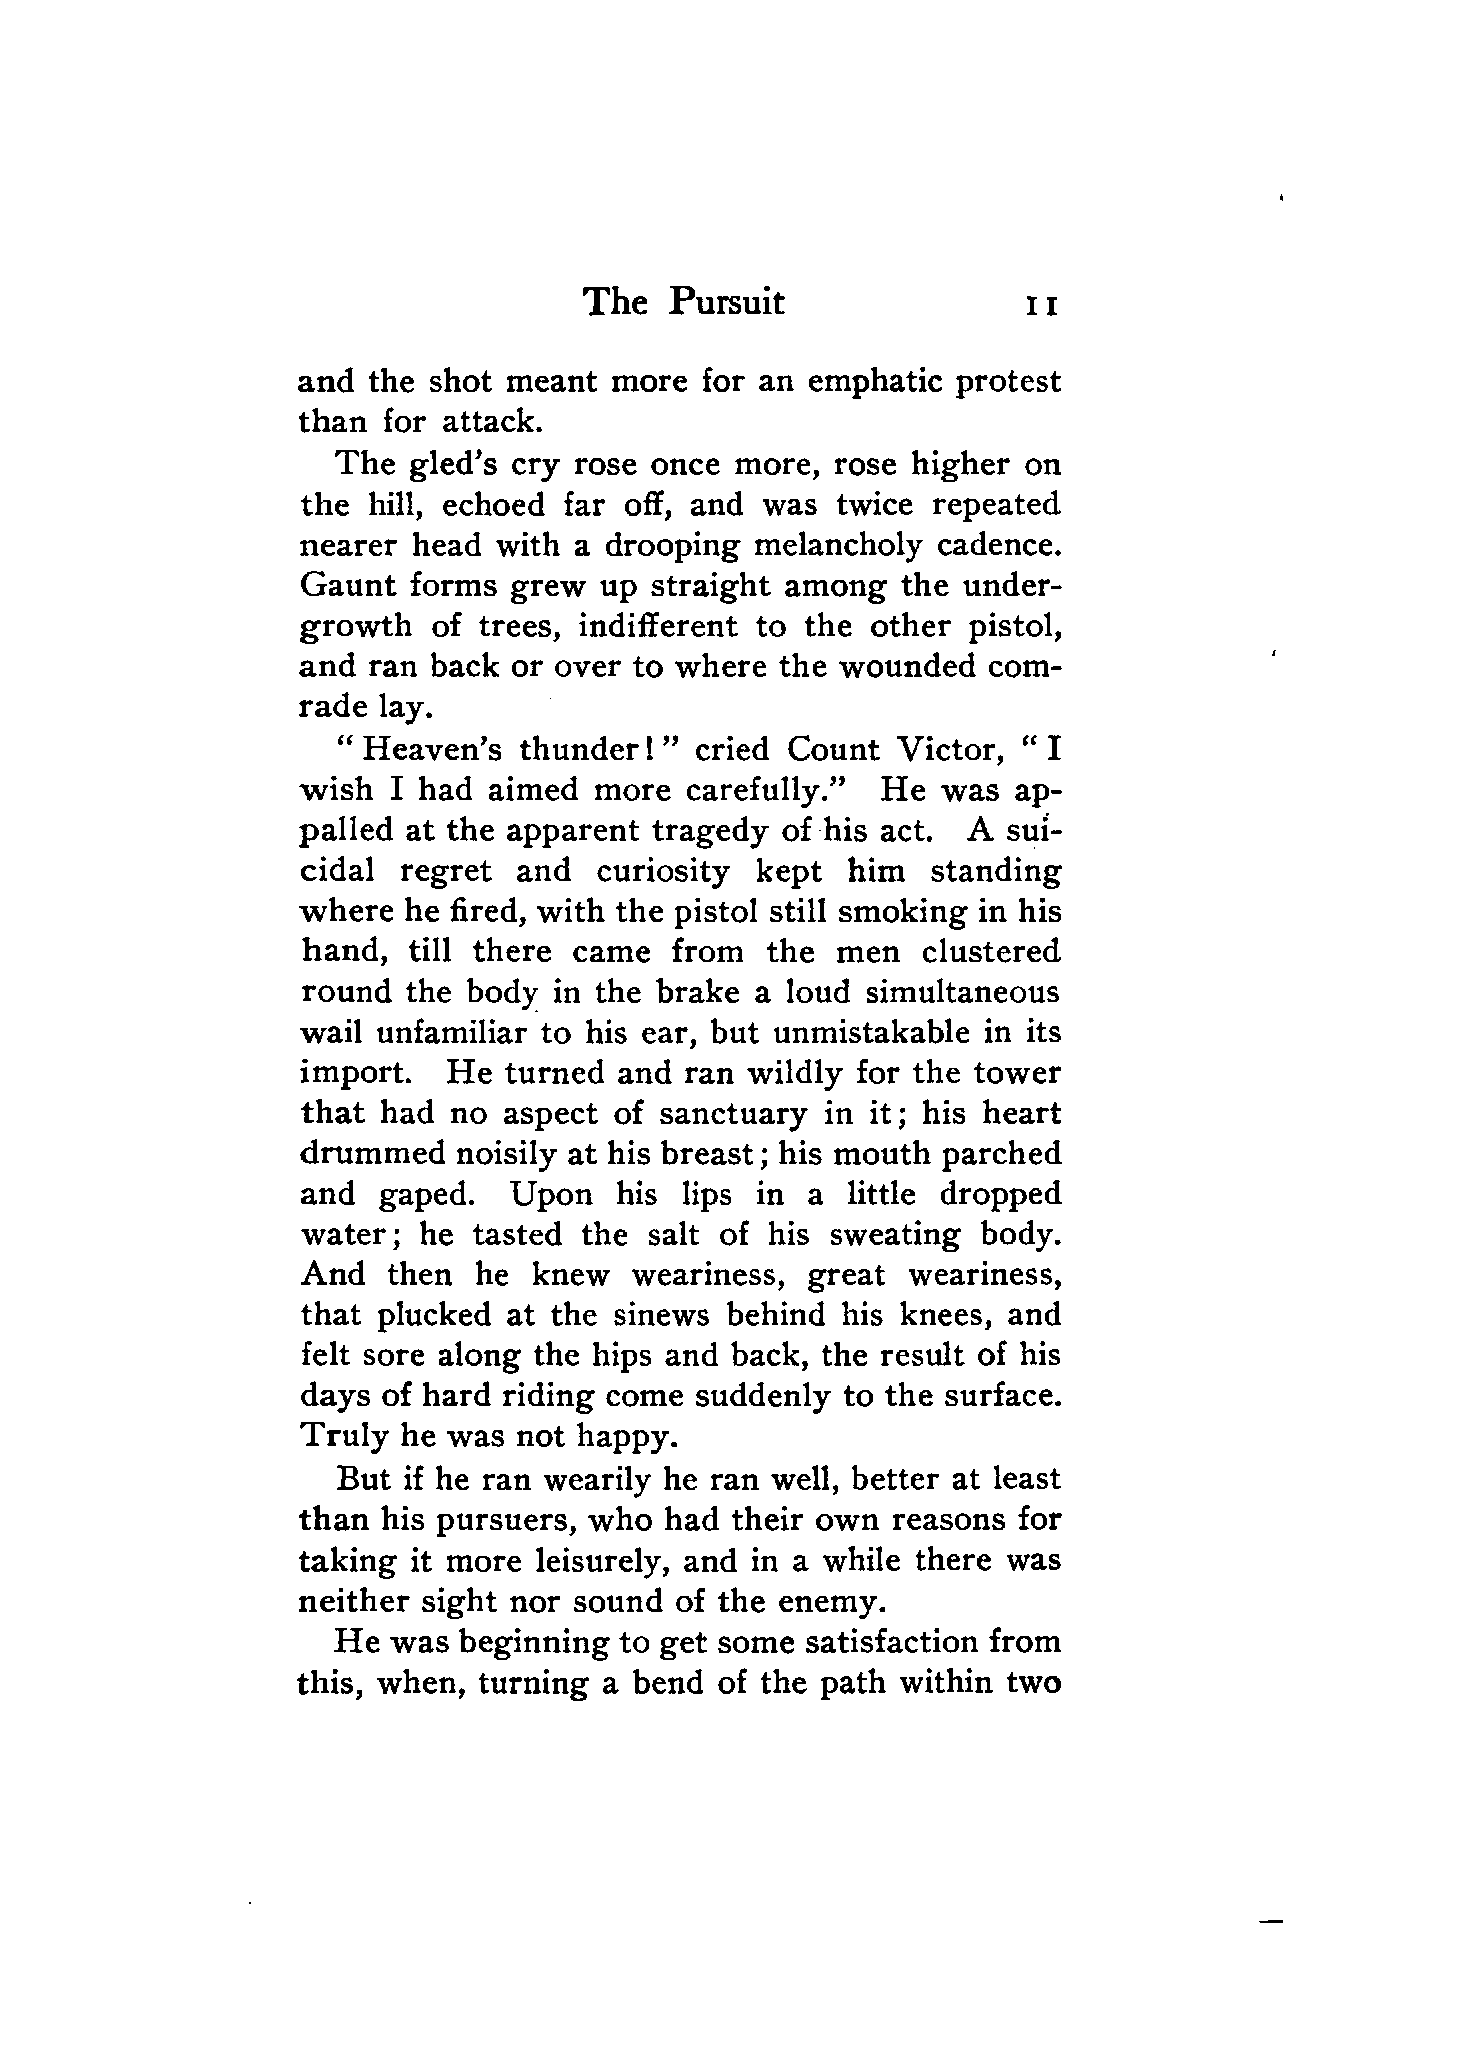 The Pursuit 11
and the shot meant more for an emphatic protest
than for attack.
The gled's cry rose once more, rose higher on
the hill, echoed far off, and was twice repeated
nearer head with a drooping melancholy cadence.
Gaunt forms grew up straight among the under-
growth of trees, indifferent to the other pistol,
and ran back or over to where the wounded com-
rade lay.
"Heaven's thunder!" cried Count Victor, "I
wish I had aimed more carefully." He was ap-
palled at the apparent tragedy of his act. A sui-
cidal regret and curiosity kept him standing
where he fired, with the pistol still smoking in his
hand, till there came from the men clustered
round the body in the brake a loud simultaneous
wail unfamiliar to his ear, but unmistakable in its
import. He turned and ran wildly for the tower
that had no aspect of sanctuary in it; his heart
drummed noisily at his breast; his mouth parched
and gaped. Upon his lips in a little dropped
water; he tasted the salt of his sweating body.
And then he knew weariness, great weariness,
that plucked at the sinews behind his knees, and
felt sore along the hips and back, the result of his
days of hard riding come suddenly to the surface.
Truly he was not happy.
But if he ran wearily he ran well, better at least
than his pursuers, who had their own reasons for
taking it more leisurely, and in a while there was
neither sight nor sound of the enemy.
He was beginning to get some satisfaction from
this, when, turning a bend of the path within two